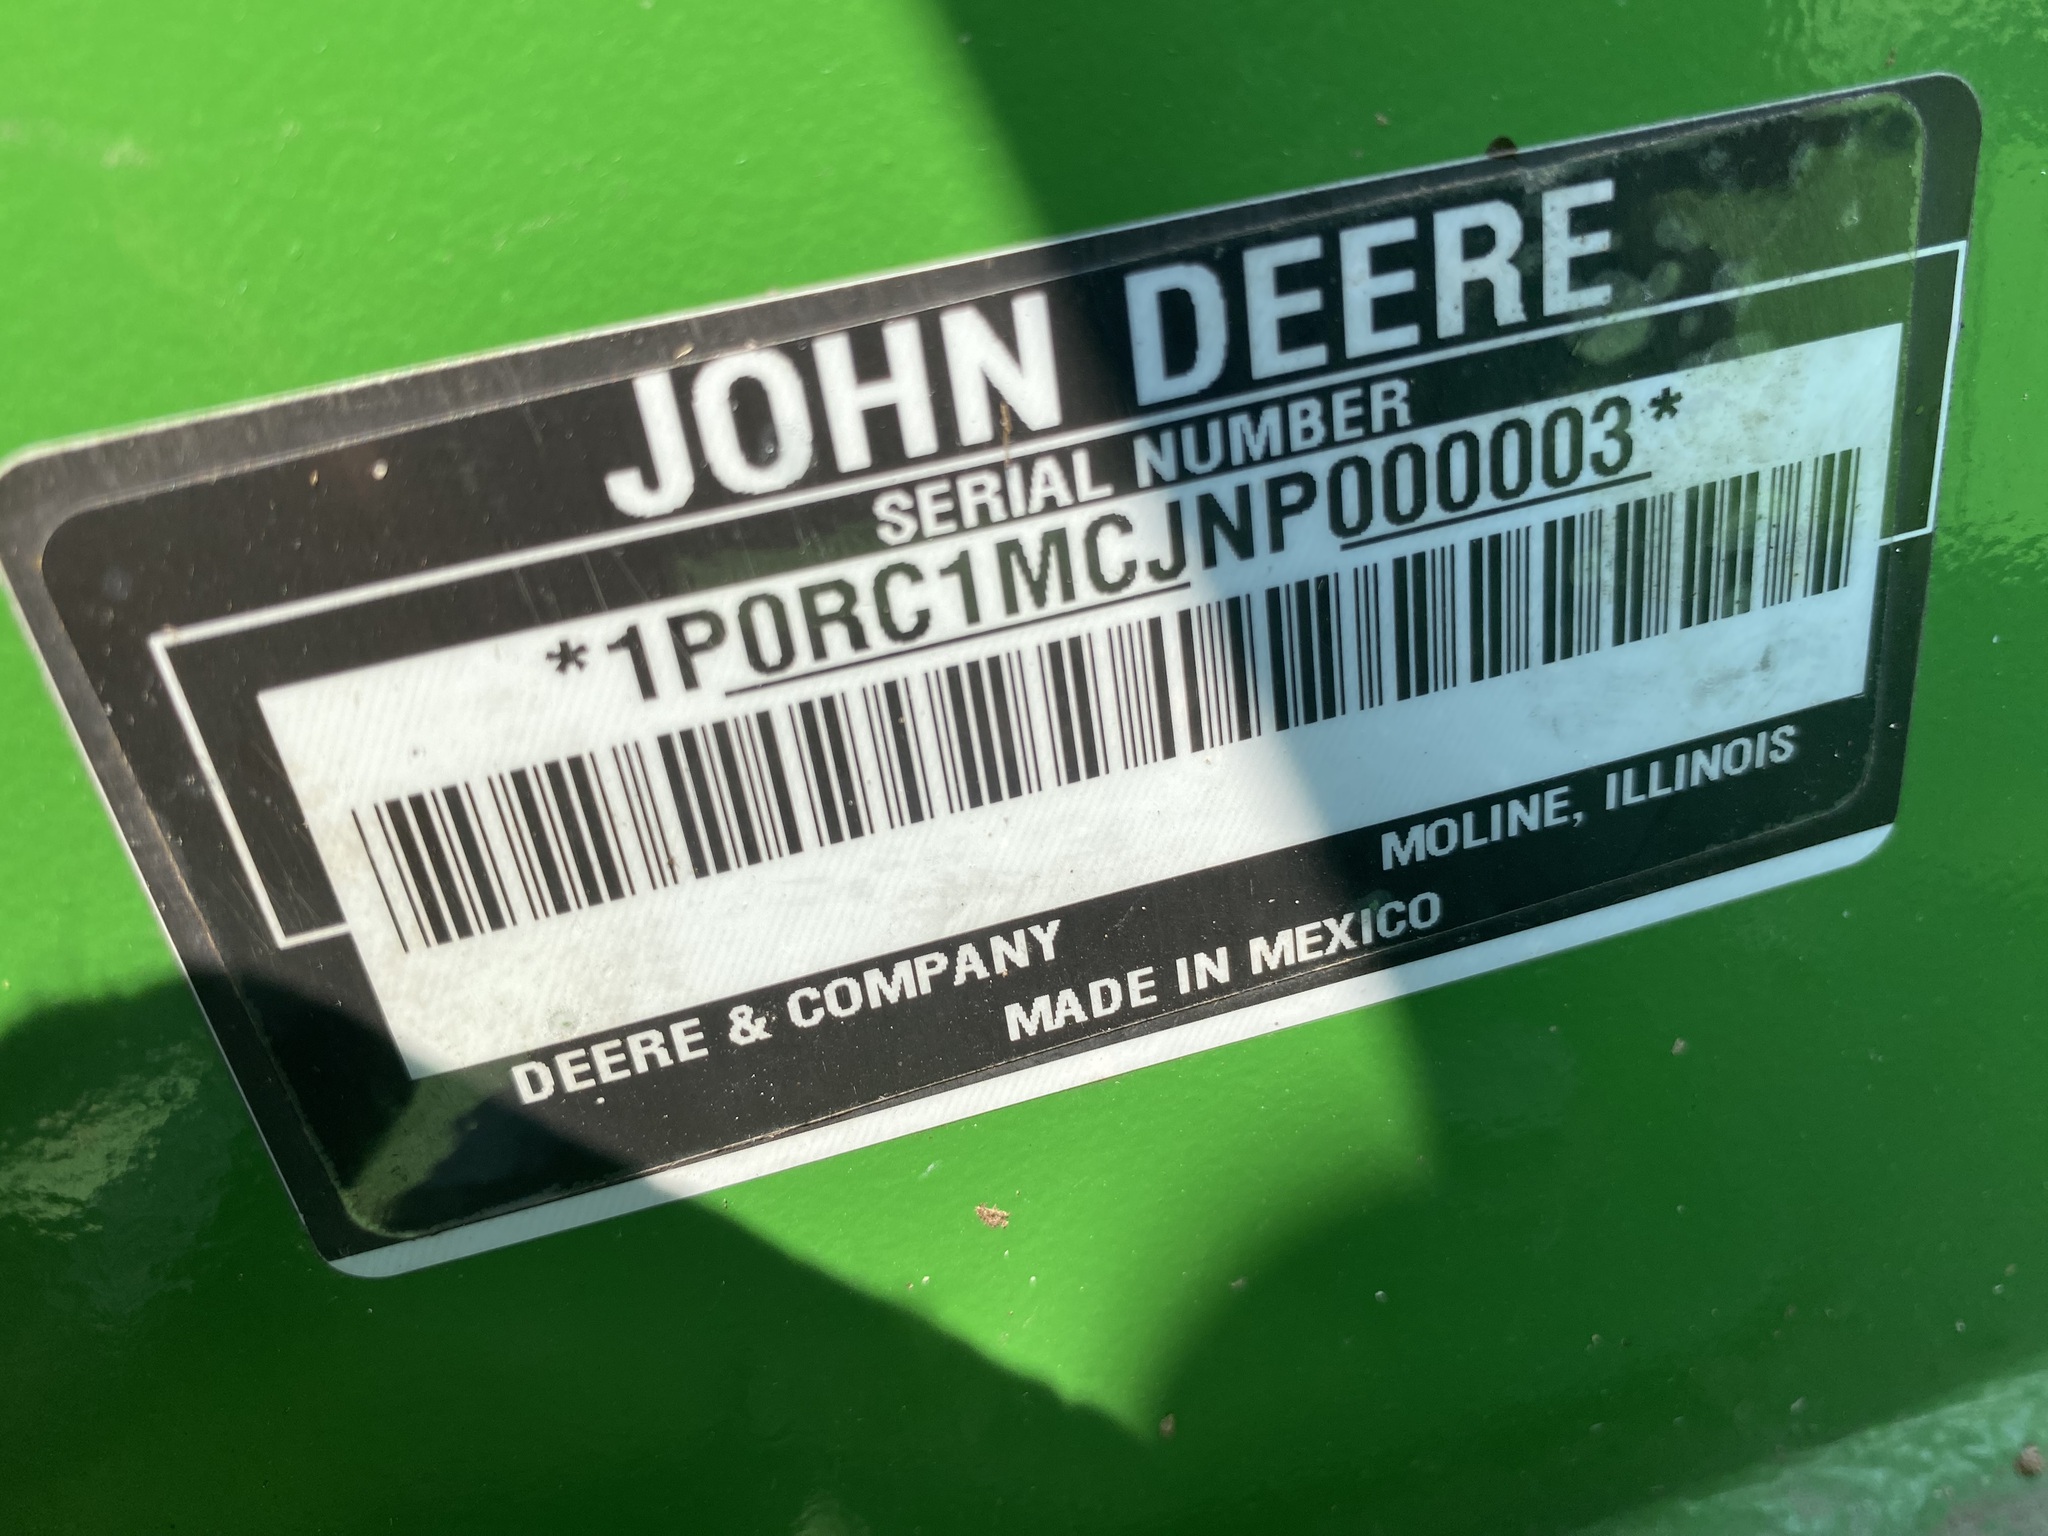 JOHN DEERE
SERIAL NUMBER
*1P0RC1MCJNP000003*
DEERE & COMPANY MOLINE, ILLINOIS
MADE IN MEXICO